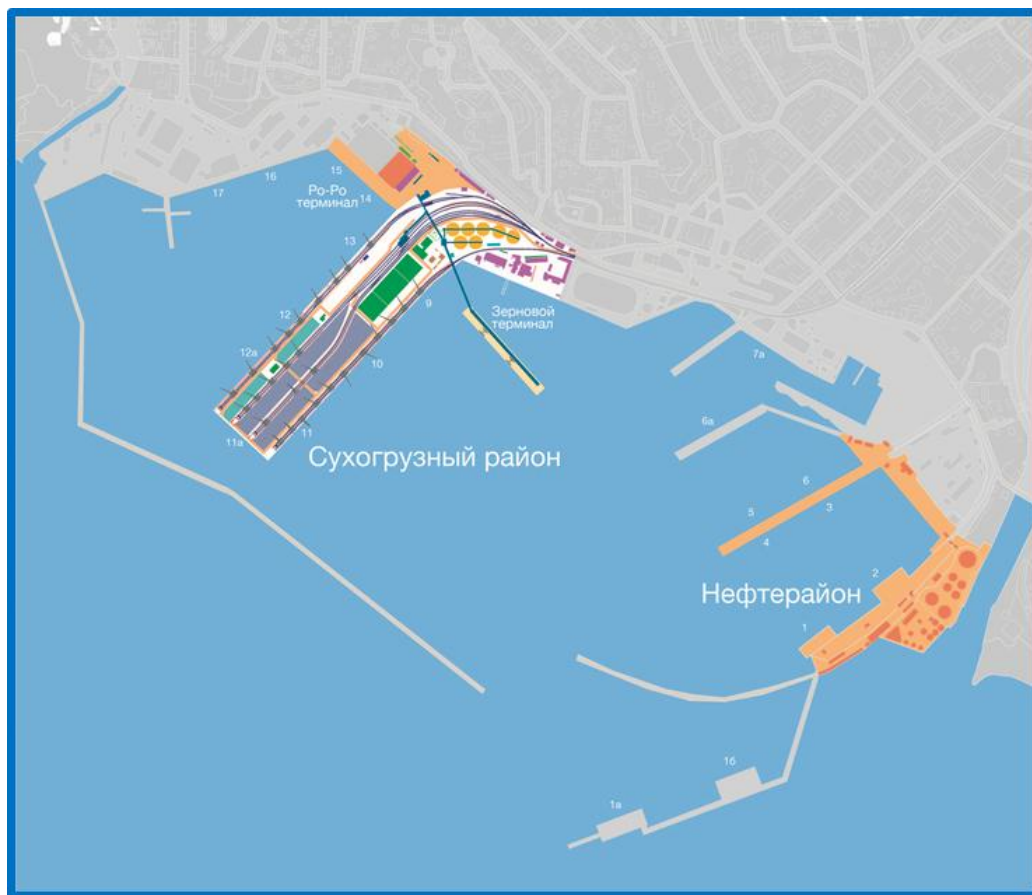 15
16
17
Ро-Ро
терминал
14
13
12
12а
11а
11
10
9
Зерновой
терминал
7а
6а
6
5
3
4
Сухогрузный район
Нефтерайон
2
1
1б
1а